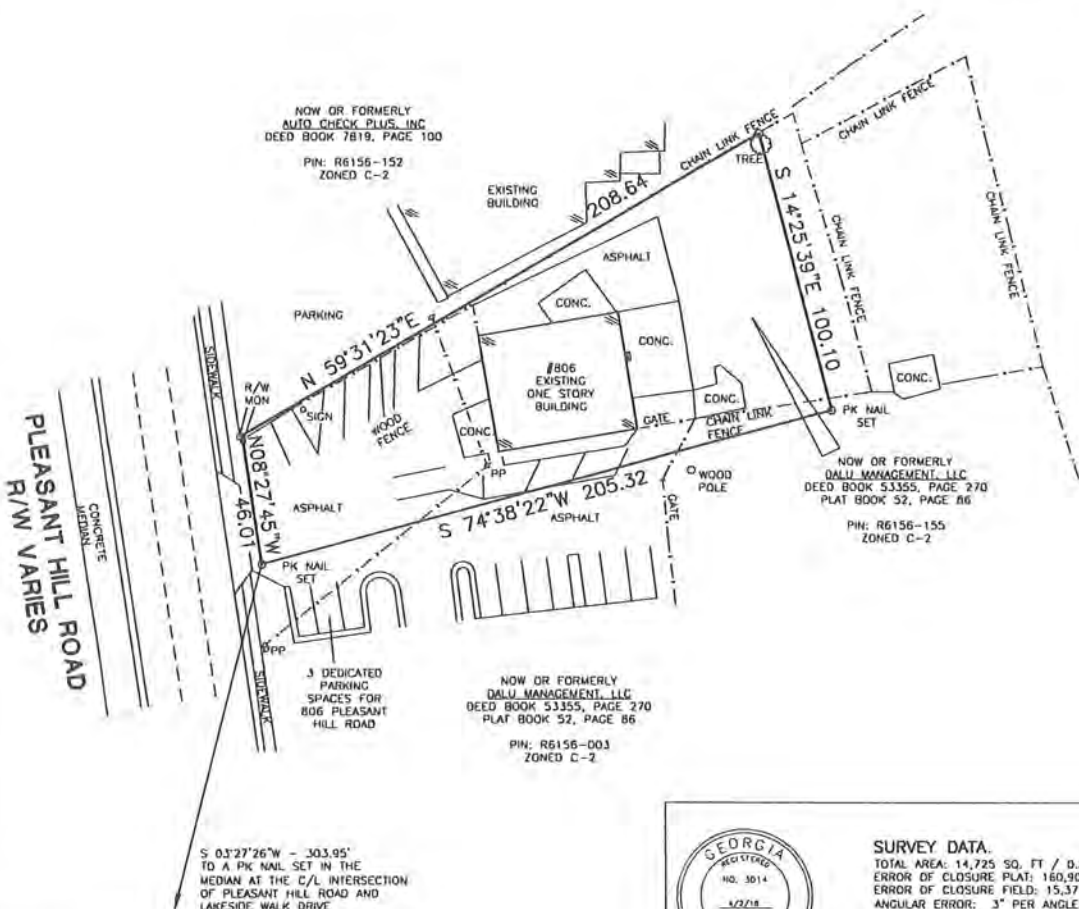 NOW OR FORMERLY
AUTO CHECK PLUS, INC
DEED BOOK 7819, PAGE 100
PIN: R6156-152
ZONED C-2
CHAIN LINK FENCE
TREE
CHAIN LINK FENCE
EXISTING
BUILDING
208.64
S 14°25'39"E 100.10
CHAIN LINK FENCE
CHAIN LINK FENCE
ASPHALT
PARKING
CONC.
N 59°31'23"E
CONC.
#806
EXISTING
ONE STORY
BUILDING
SIDEWALK
R/W
MON
SIGN
WOOD
FENCE
CONC.
CONC.
CONC.
GATE
CHAIN LINK
FENCE
PK NAIL
SET
PP
WOOD
POLE
GATE
NOW OR FORMERLY
DALU MANAGEMENT, LLC
DEED BOOK 53355, PAGE 270
PLAT BOOK 52, PAGE 86
PIN: R6156-155
ZONED C-2
N08°27'45"W
46.01
ASPHALT
S 74°38'22"W 205.32
ASPHALT
PLEASANT HILL ROAD
R/W VARIES
CONCRETE
MEDIAN
PK NAIL
SET
PP
SIDEWALK
3 DEDICATED
PARKING
SPACES FOR
806 PLEASANT
HILL ROAD
NOW OR FORMERLY
DALU MANAGEMENT, LLC
DEED BOOK 53355, PAGE 270
PLAT BOOK 52, PAGE 86
PIN: R6156-003
ZONED C-2
S 03°27'26"W - 303.95'
TO A PK NAIL SET IN THE
MEDIAN AT THE C/L INTERSECTION
OF PLEASANT HILL ROAD AND
LAKESIDE WALK DRIVE
GEORGIA
REGISTERED
NO. 3014
SURVEY DATA.
TOTAL AREA: 14,725 SQ. FT / 0.
ERROR OF CLOSURE PLAT: 160,90
ERROR OF CLOSURE FIELD: 15,37
ANGULAR ERROR: 3" PER ANGLE